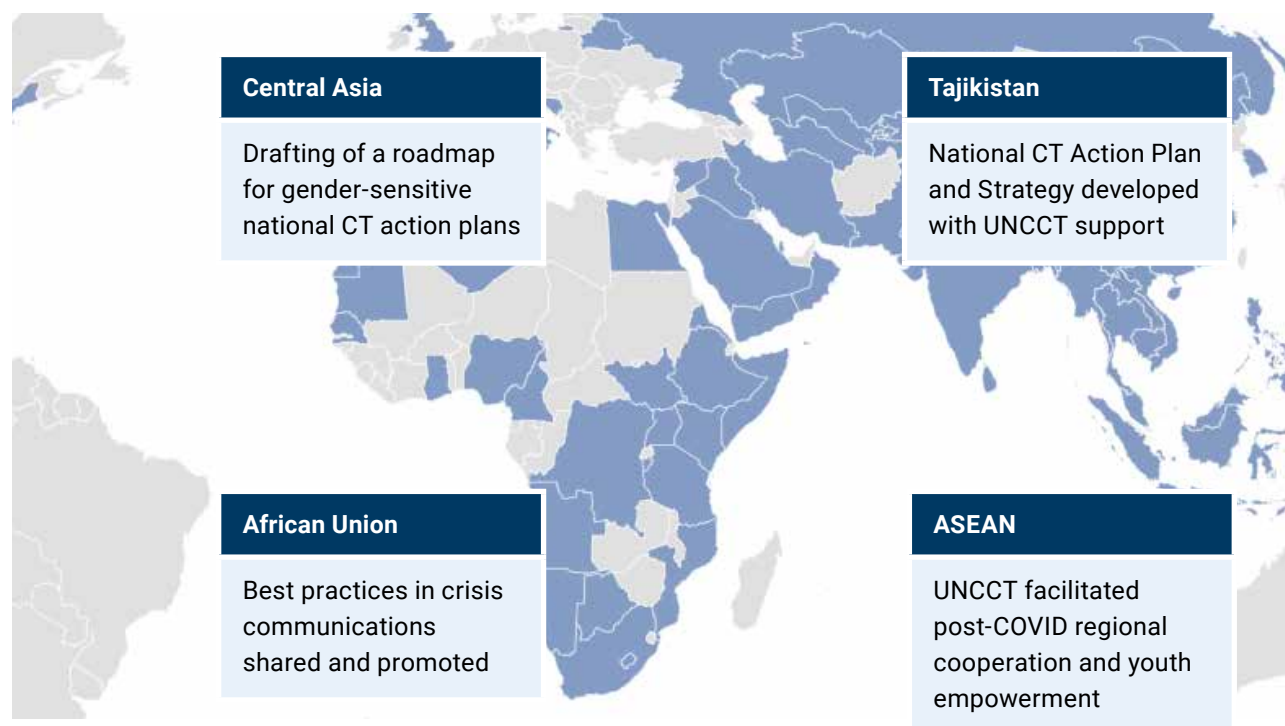 Central Asia
Drafting of a roadmap
for gender-sensitive
national CT action plans
Tajikistan
National CT Action Plan
and Strategy developed
with UNCCT support
African Union
Best practices in crisis
communications
shared and promoted
ASEAN
UNCCT facilitated
post-COVID regional
cooperation and youth
empowerment